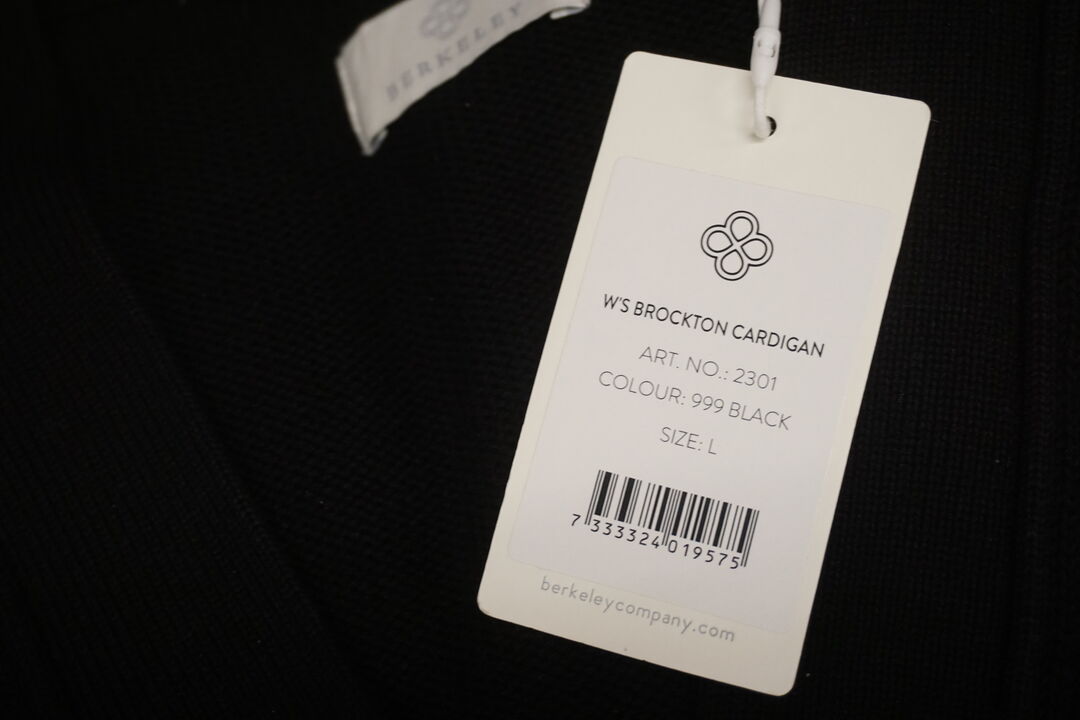 BERKELEY
W'S BROCKTON CARDIGAN
ART. NO.: 2301
COLOUR: 999 BLACK
SIZE: L
7 333324 019575
berkeleycompany.com